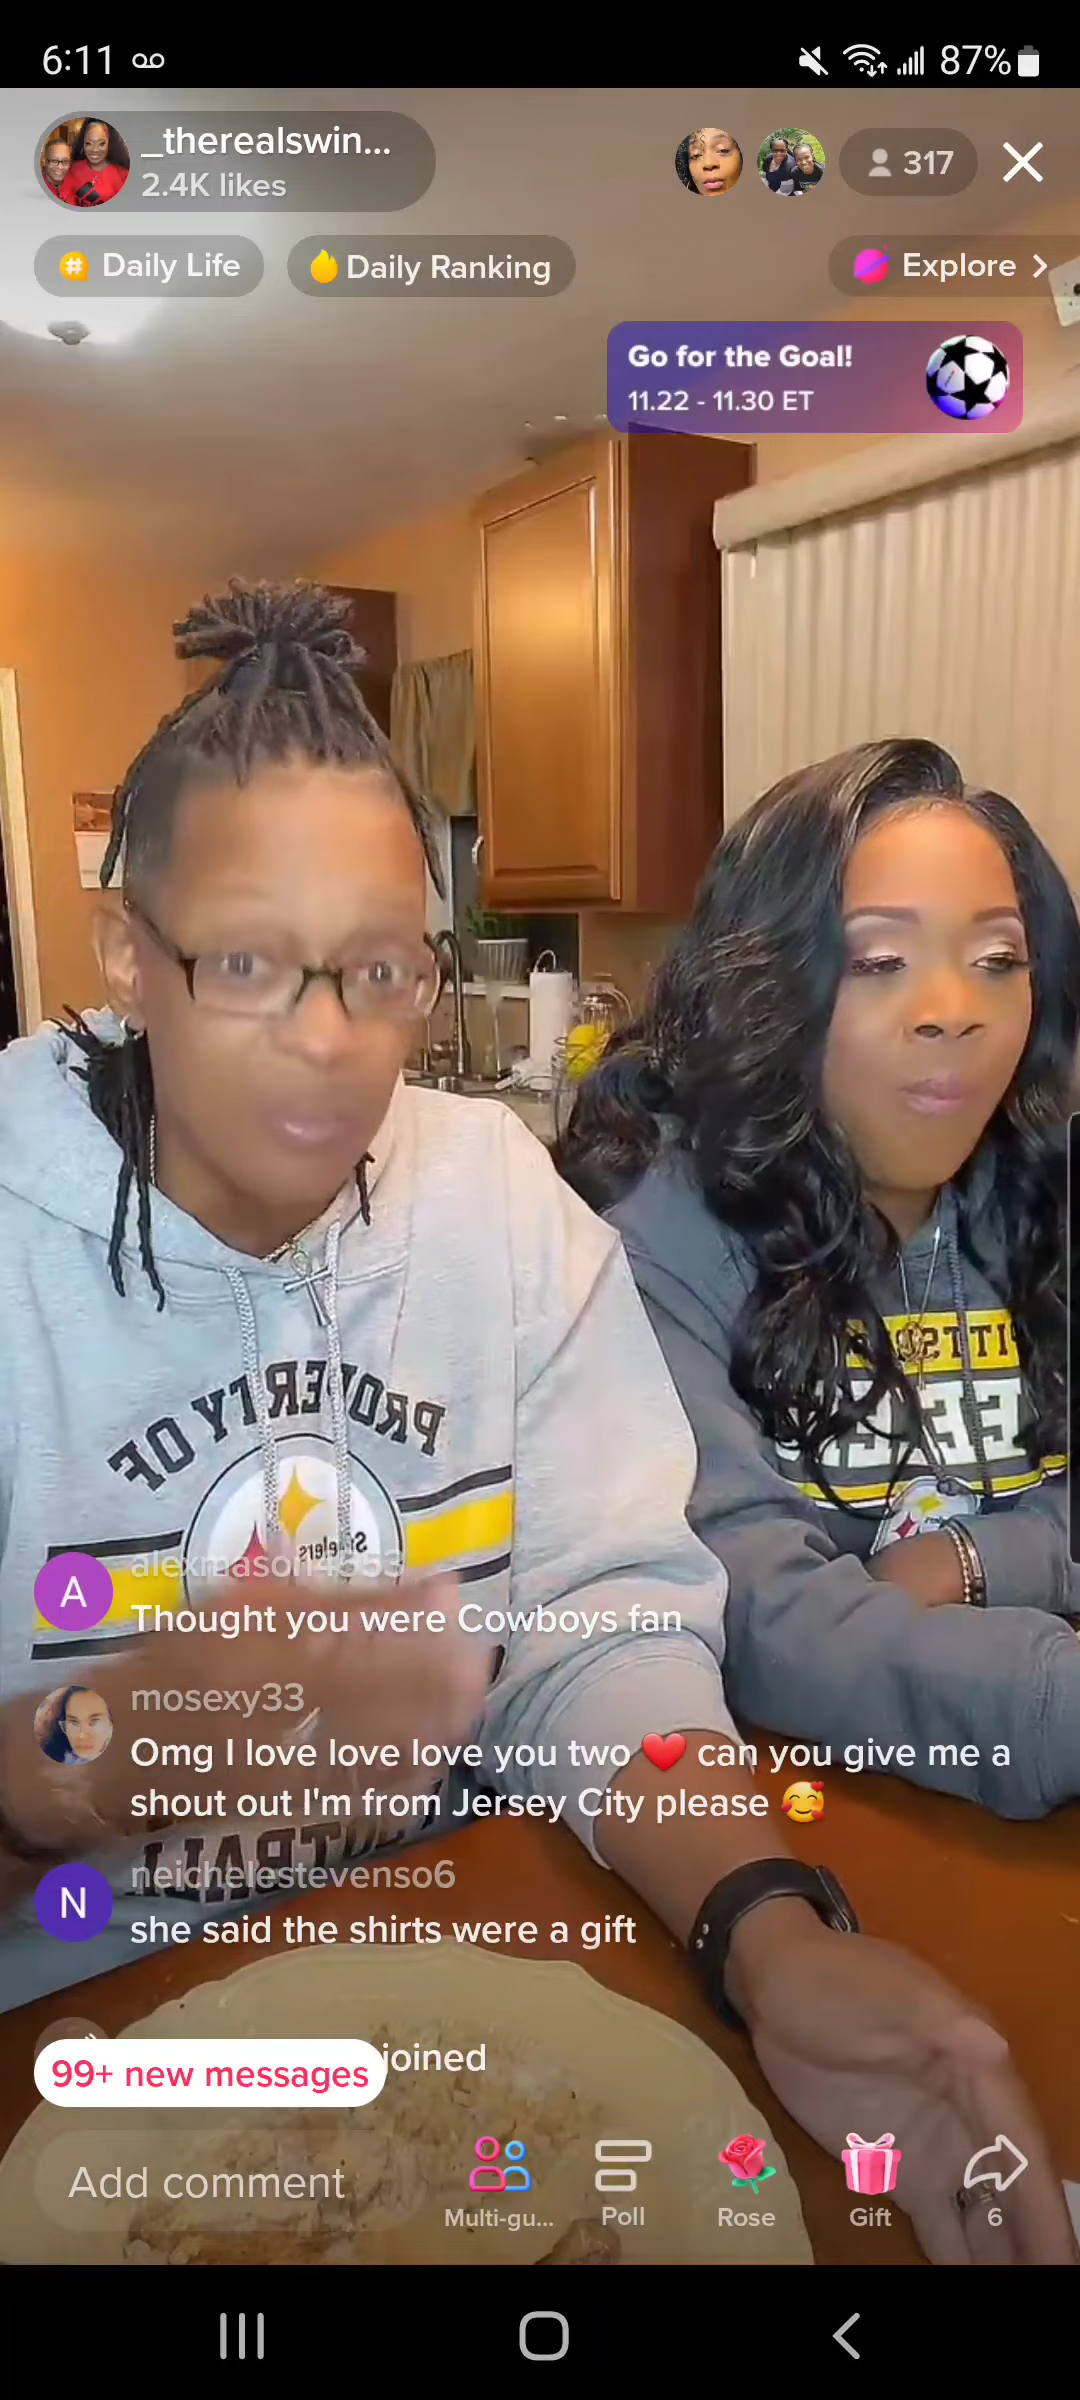 6:11
87%
_therealswin...
2.4K likes
317
Daily Life
Daily Ranking
Explore
Go for the Goal!
11.22 - 11.30 ET
PROPERTY OF
Steelers
alexmason4553
A
Thought you were Cowboys fan
mosexy33
Omg I love love love you two ❤️ can you give me a
shout out I'm from Jersey City please 🥰
neichelestevenso6
N
she said the shirts were a gift
joined
99+ new messages
Add comment
Multi-gu...
Poll
Rose
Gift
6